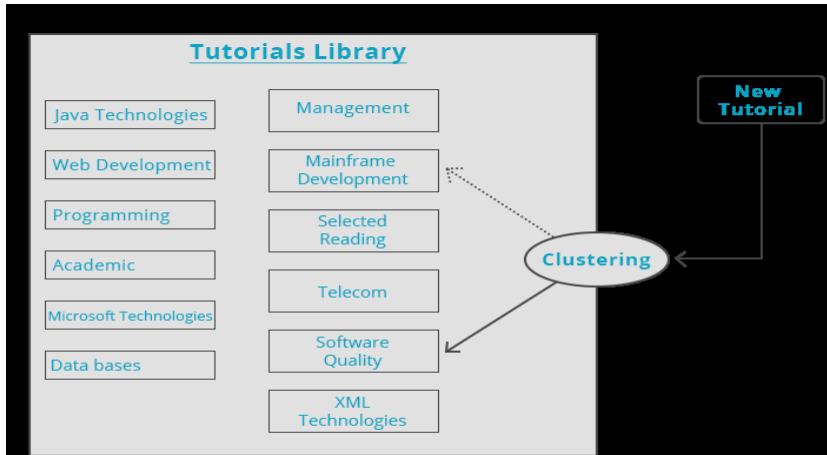 Tutorials Library
Java Technologies
Web Development
Programming
Academic
Microsoft Technologies
Data bases
Management
Mainframe
Development
Selected
Reading
Telecom
Software
Quality
XML
Technologies
Clustering
New
Tutorial